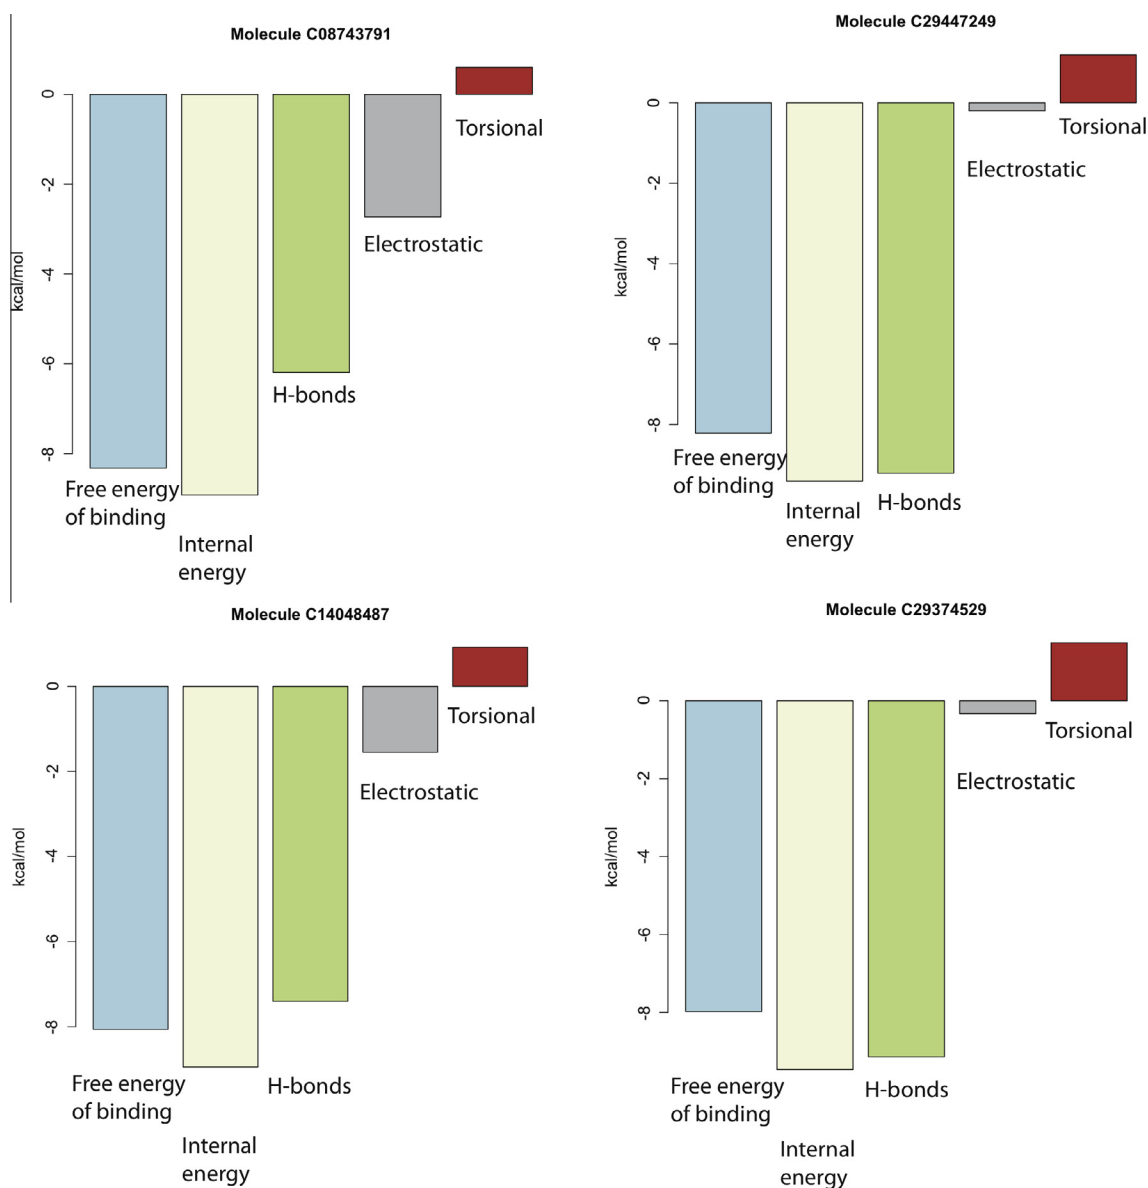 Molecule C08743791
0
-2
-4
-6
-8
kcal/mol
Torsional
Electrostatic
H-bonds
Free energy
of binding
Internal
energy
Molecule C29447249
0
-2
-4
-6
-8
kcal/mol
Torsional
Electrostatic
Free energy
of binding
H-bonds
Internal
energy
Molecule C14048487
0
-2
-4
-6
-8
kcal/mol
Torsional
Electrostatic
Free energy
of binding
H-bonds
Internal
energy
Molecule C29374529
0
-2
-4
-6
-8
kcal/mol
Torsional
Electrostatic
Free energy
of binding
H-bonds
Internal
energy